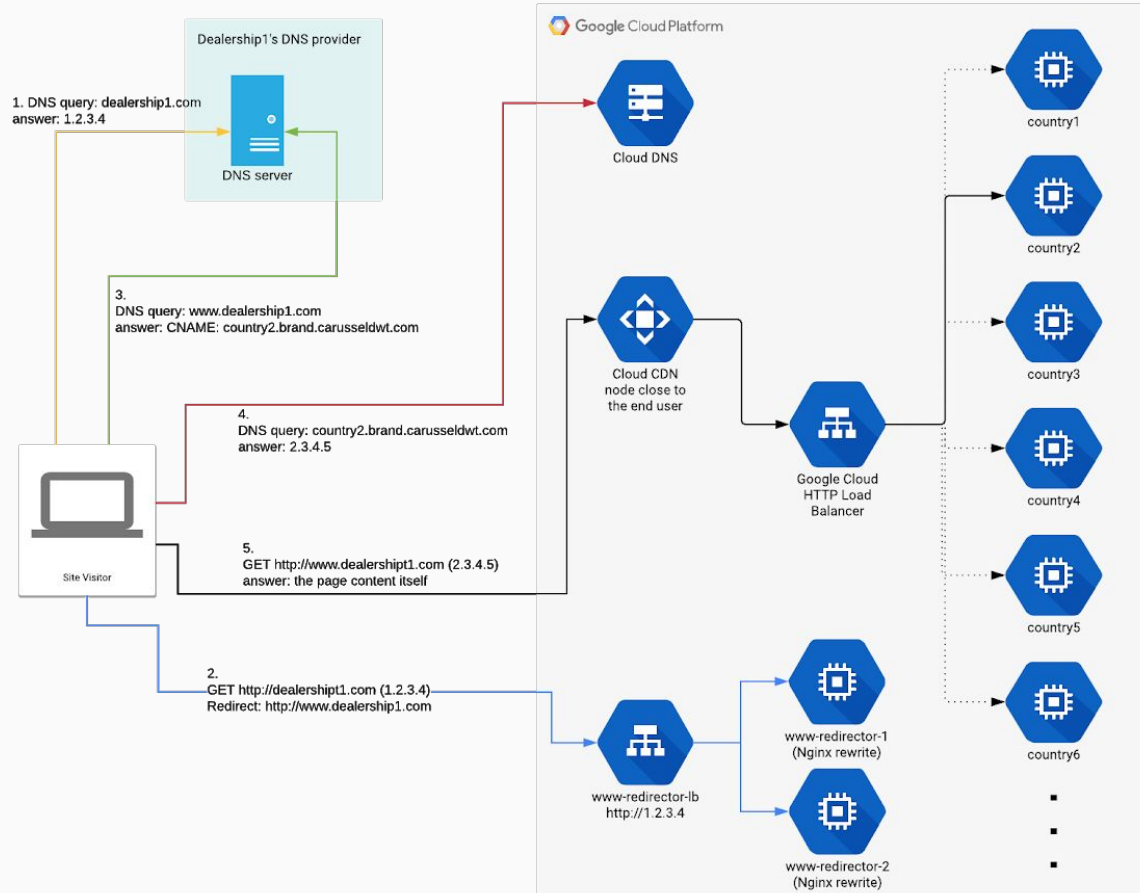 Dealership1's DNS provider
1. DNS query: dealership1.com
answer: 1.2.3.4
DNS server
3.
DNS query: www.dealership1.com
answer: CNAME: country2.brand.carusseldwt.com
4.
DNS query: country2.brand.carusseldwt.com
answer: 2.3.4.5
Site Visitor
5.
GET http://www.dealershipt1.com (2.3.4.5)
answer: the page content itself
2.
GET http://dealershipt1.com (1.2.3.4)
Redirect: http://www.dealership1.com
Google Cloud Platform
Cloud DNS
Cloud CDN
node close to
the end user
Google Cloud
HTTP Load
Balancer
www-redirector-lb
http://1.2.3.4
www-redirector-1
(Nginx rewrite)
www-redirector-2
(Nginx rewrite)
country1
country2
country3
country4
country5
country6